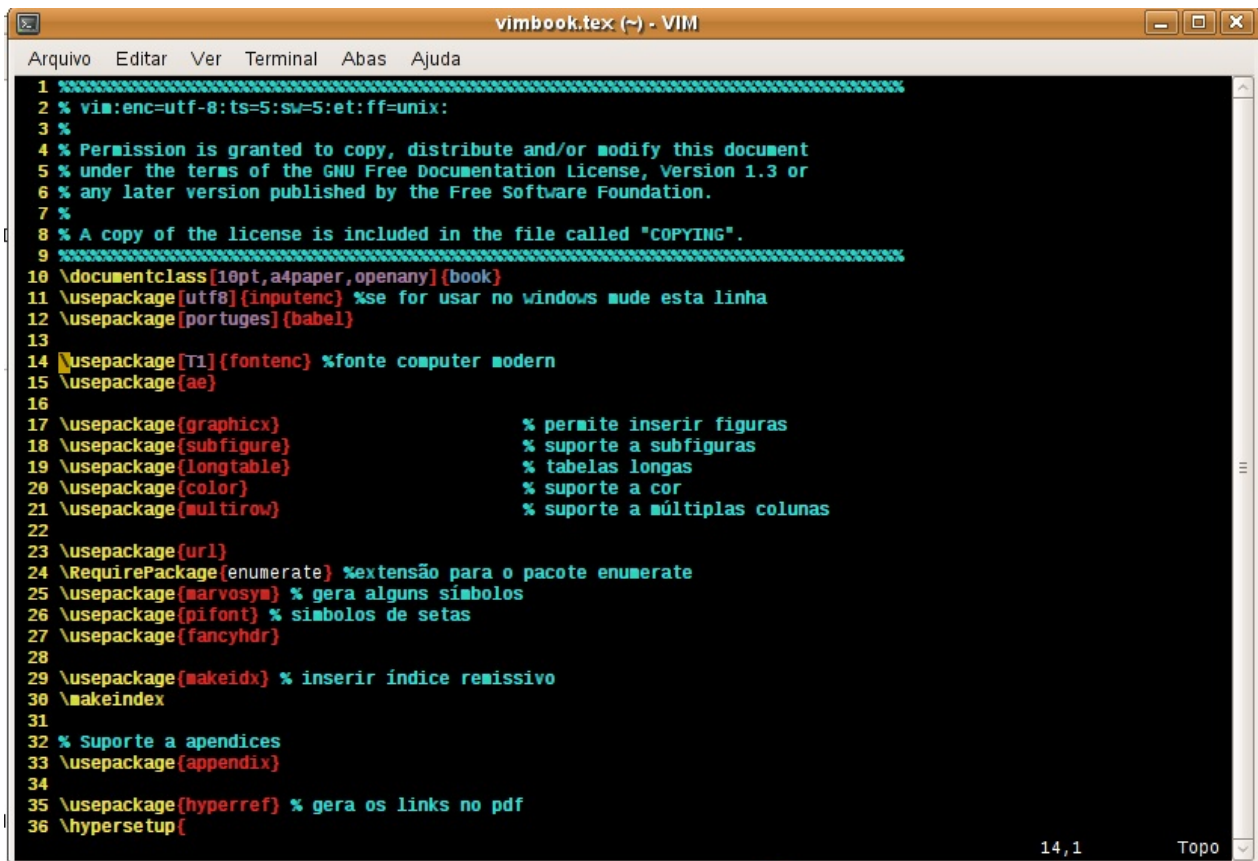 vimbook.tex (~) - VIM
Arquivo Editar Ver Terminal Abas Ajuda
1 %%%%%%%%%%%%%%%%%%%%%%%%%%%%%%%%%%%%%%%%%%%%%%%%%%%%%%%%%%%%%%%%%%%%%%%%%%%%%%%%
2 % vim:enc=utf-8:ts=5:sw=5:et:ff=unix:
3 %
4 % Permission is granted to copy, distribute and/or modify this document
5 % under the terms of the GNU Free Documentation License, Version 1.3 or
6 % any later version published by the Free Software Foundation.
7 %
8 % A copy of the license is included in the file called "COPYING".
9 %%%%%%%%%%%%%%%%%%%%%%%%%%%%%%%%%%%%%%%%%%%%%%%%%%%%%%%%%%%%%%%%%%%%%%%%%%%%%%%%
10 \documentclass[10pt,a4paper,openany]{book}
11 \usepackage[utf8]{inputenc} %se for usar no windows mude esta linha
12 \usepackage[portuges]{babel}
13
14 \usepackage[T1]{fontenc} %fonte computer modern
15 \usepackage{ae}
16
17 \usepackage{graphicx} % permite inserir figuras
18 \usepackage{subfigure} % suporte a subfiguras
19 \usepackage{longtable} % tabelas longas
20 \usepackage{color} % suporte a cor
21 \usepackage{multirow} % suporte a múltiplas colunas
22
23 \usepackage{url}
24 \RequirePackage{enumerate} %extensão para o pacote enumerate
25 \usepackage{marvosym} % gera alguns símbolos
26 \usepackage{pifont} % simbolos de setas
27 \usepackage{fancyhdr}
28
29 \usepackage{makeidx} % inserir índice remissivo
30 \makeindex
31
32 % Suporte a apendices
33 \usepackage{appendix}
34
35 \usepackage{hyperref} % gera os links no pdf
36 \hypersetup{
14,1 Topo